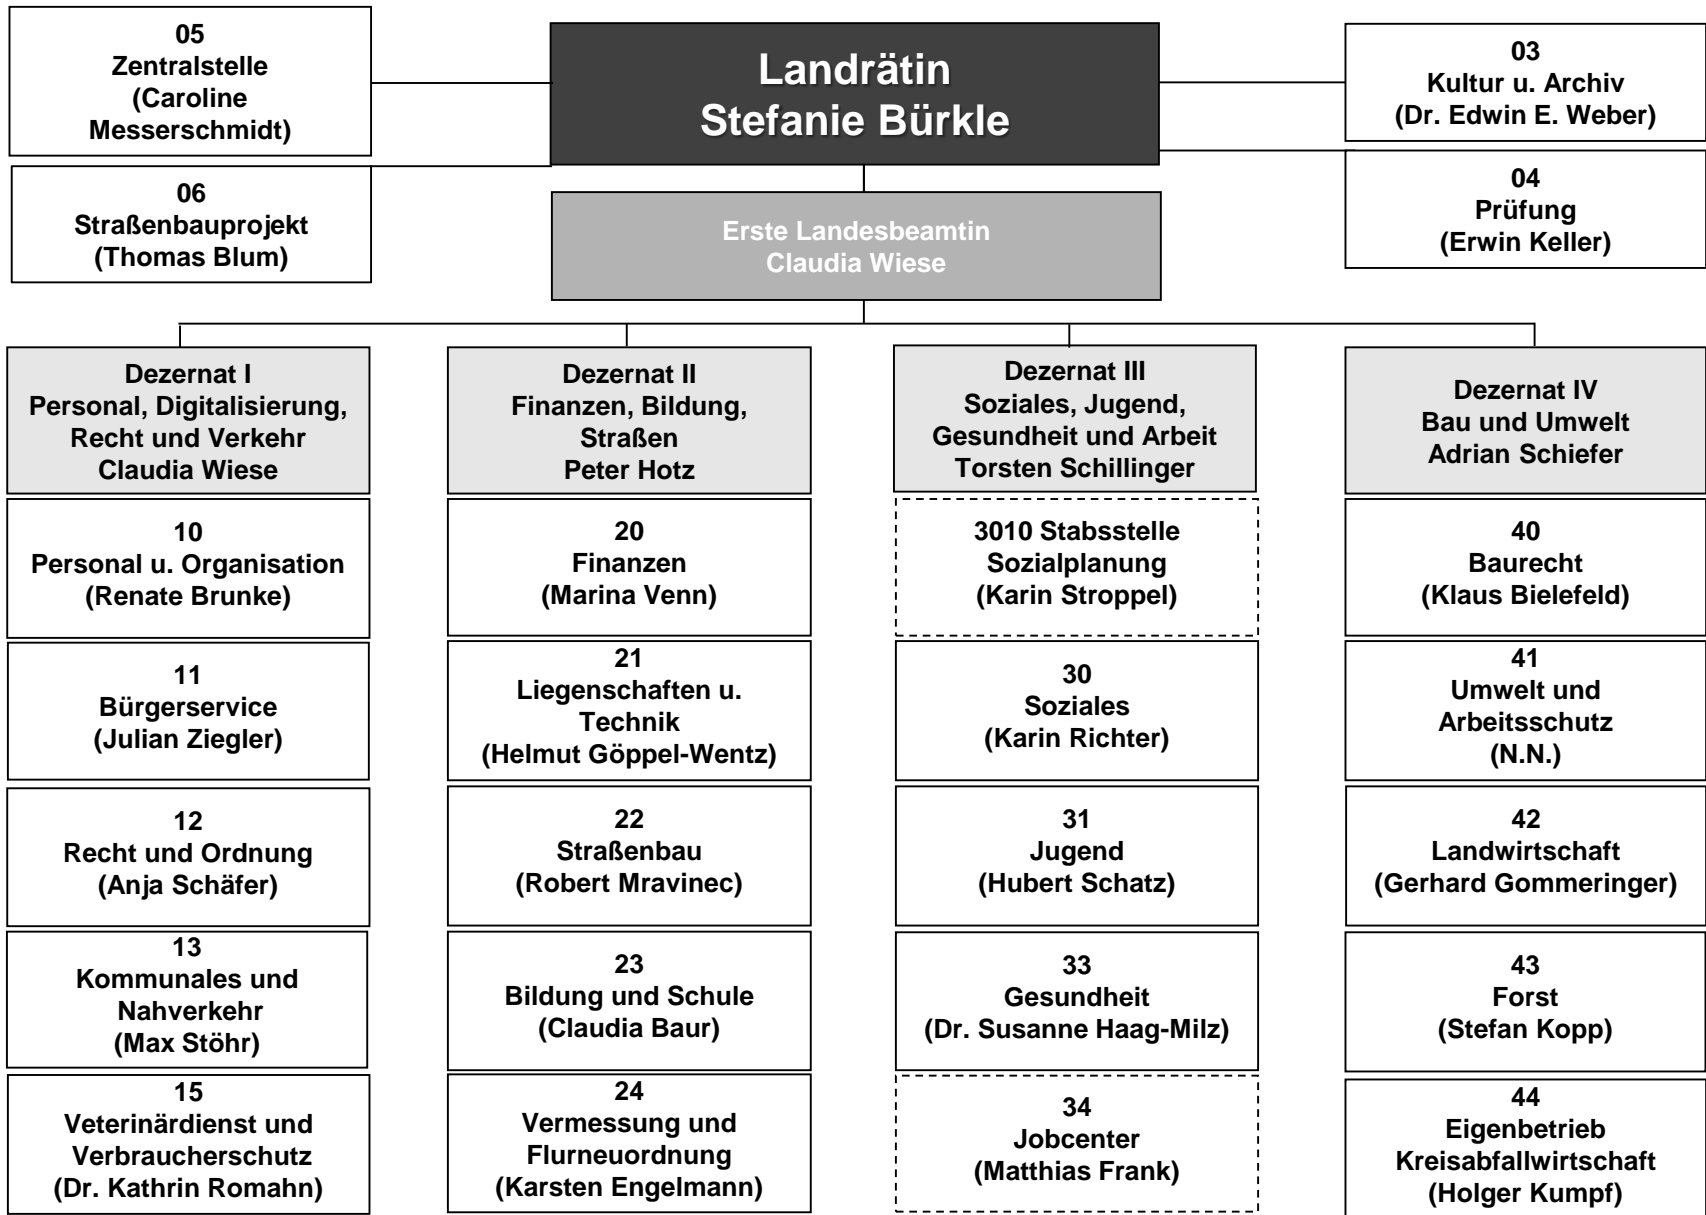 05
Zentralstelle
(Caroline
Messerschmidt)
Landrätin
Stefanie Bürkle
03
Kultur u. Archiv
(Dr. Edwin E. Weber)
06
Straßenbauprojekt
(Thomas Blum)
Erste Landesbeamtin
Claudia Wiese
04
Prüfung
(Erwin Keller)
Dezernat I
Personal, Digitalisierung,
Recht und Verkehr
Claudia Wiese
10
Personal u. Organisation
(Renate Brunke)
11
Bürgerservice
(Julian Ziegler)
12
Recht und Ordnung
(Anja Schäfer)
13
Kommunales und
Nahverkehr
(Max Stöhr)
15
Veterinärdienst und
Verbraucherschutz
(Dr. Kathrin Romahn)
Dezernat II
Finanzen, Bildung,
Straßen
Peter Hotz
20
Finanzen
(Marina Venn)
21
Liegenschaften u.
Technik
(Helmut Göppel-Wentz)
22
Straßenbau
(Robert Mravinec)
23
Bildung und Schule
(Claudia Baur)
24
Vermessung und
Flurneuordnung
(Karsten Engelmann)
Dezernat III
Soziales, Jugend,
Gesundheit und Arbeit
Torsten Schillinger
3010 Stabsstelle
Sozialplanung
(Karin Stroppel)
30
Soziales
(Karin Richter)
31
Jugend
(Hubert Schatz)
33
Gesundheit
(Dr. Susanne Haag-Milz)
34
Jobcenter
(Matthias Frank)
Dezernat IV
Bau und Umwelt
Adrian Schiefer
40
Baurecht
(Klaus Bielefeld)
41
Umwelt und
Arbeitsschutz
(N.N.)
42
Landwirtschaft
(Gerhard Gommeringer)
43
Forst
(Stefan Kopp)
44
Eigenbetrieb
Kreisabfallwirtschaft
(Holger Kumpf)